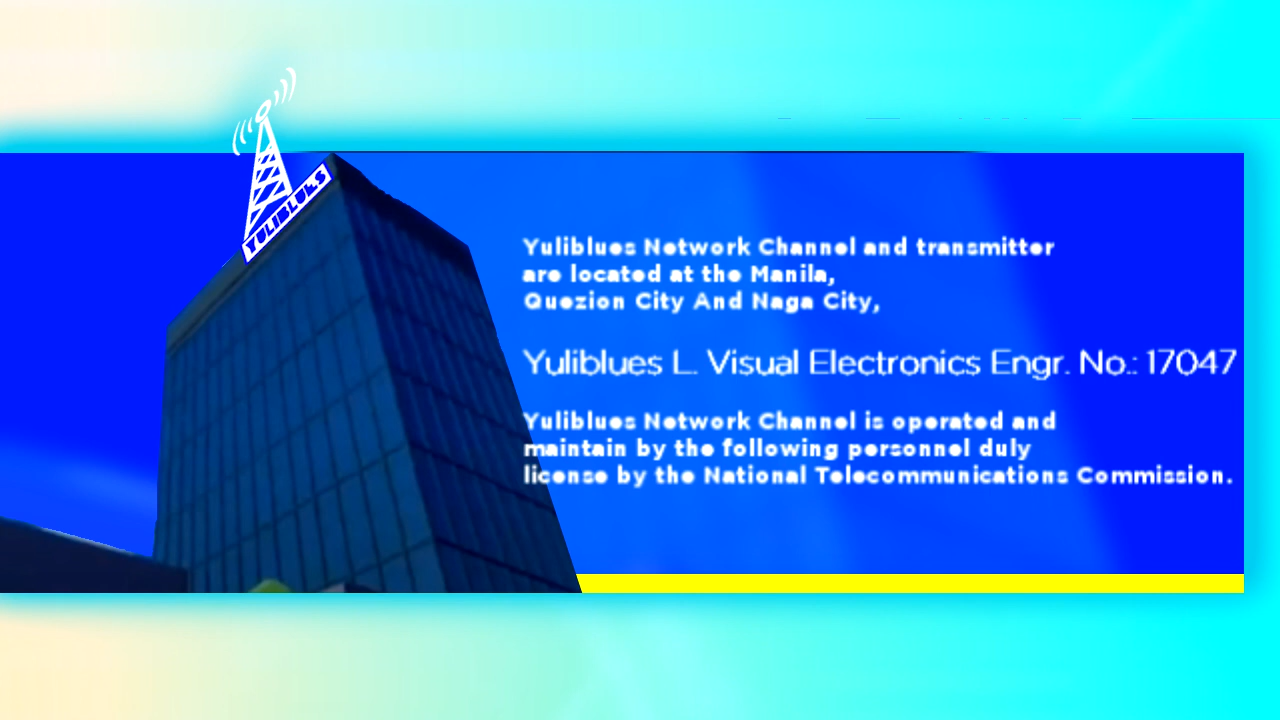 YULIBLUES
Yuliblues Network Channel and transmitter
are located at the Manila,
Quezion City And Naga City,
Yuliblues L. Visual Electronics Engr. No.: 17047
Yuliblues Network Channel is operated and
maintain by the following personnel duly
license by the National Telecommunications Commission.